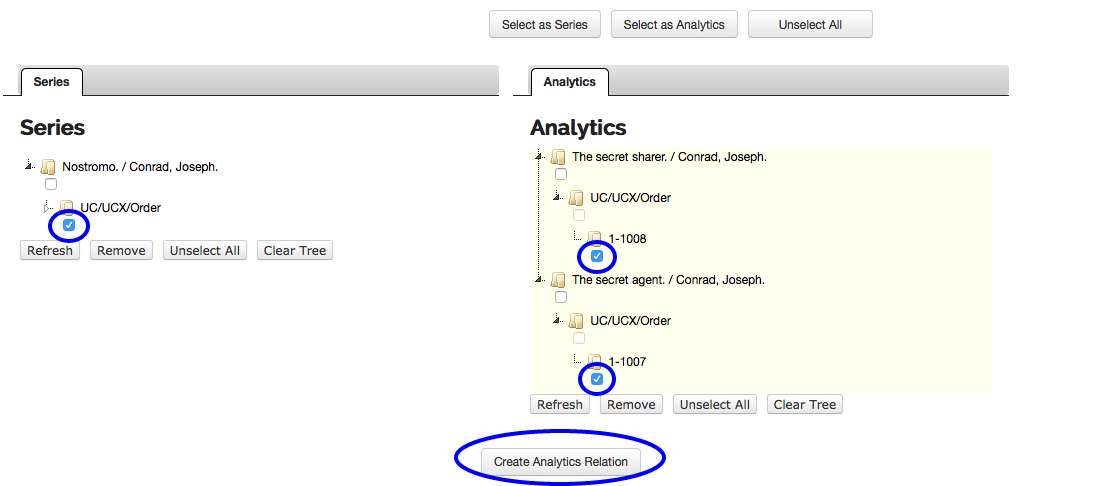 Select as Series Select as Analytics Unselect All
Series
Series
Nostromo. / Conrad, Joseph.
UC/UCX/Order
Refresh Remove Unselect All Clear Tree
Analytics
Analytics
The secret sharer. / Conrad, Joseph.
UC/UCX/Order
1-1008
The secret agent. / Conrad, Joseph.
UC/UCX/Order
1-1007
Refresh Remove Unselect All Clear Tree
Create Analytics Relation